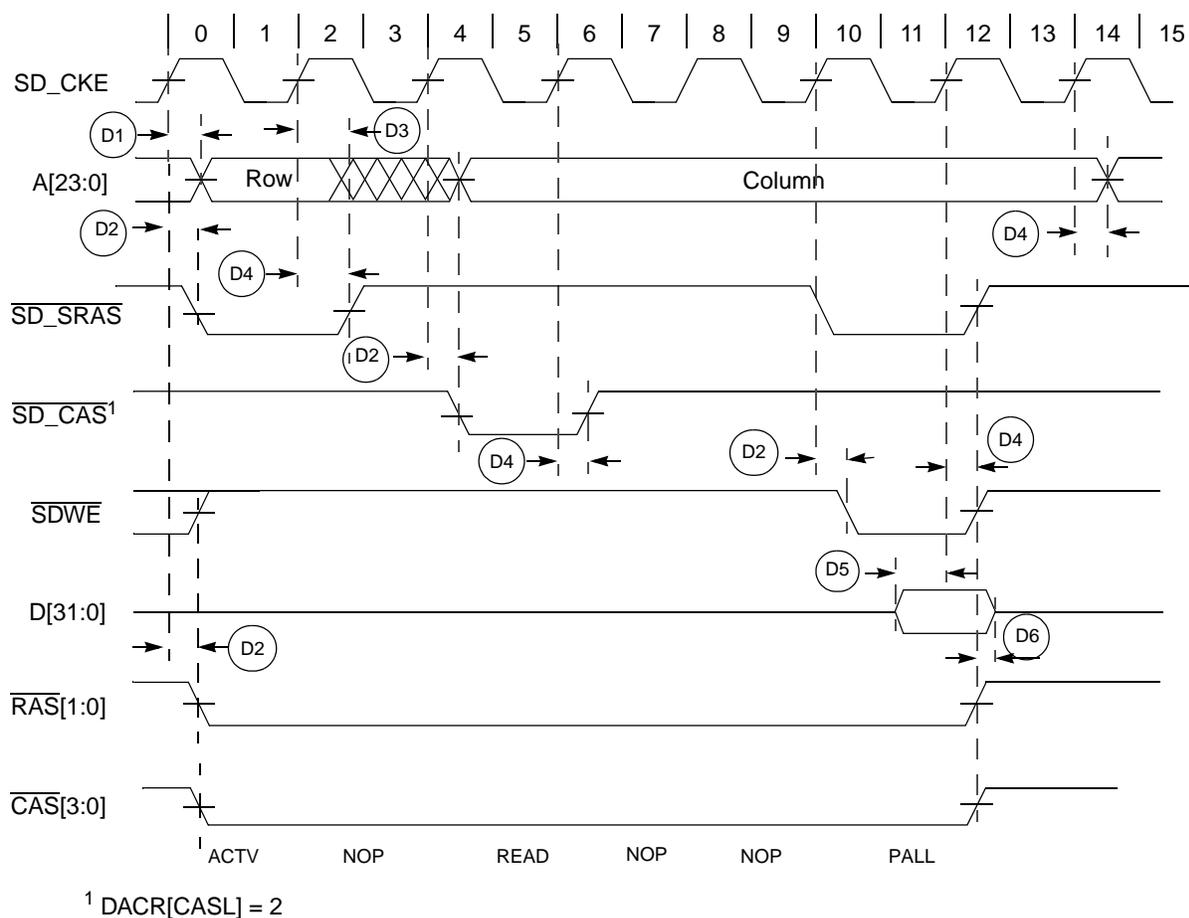 0 1 2 3 4 5 6 7 8 9 10 11 12 13 14 15
SD_CKE
D1
D3
A[23:0]
Row
Column
D2
D4
D4
SD_SRAS
D2
SD_CAS1
D4
D2
D4
SDWE
D5
D[31:0]
D2
D6
RAS[1:0]
CAS[3:0]
ACTV NOP READ NOP NOP PALL
1 DACR[CASL] = 2